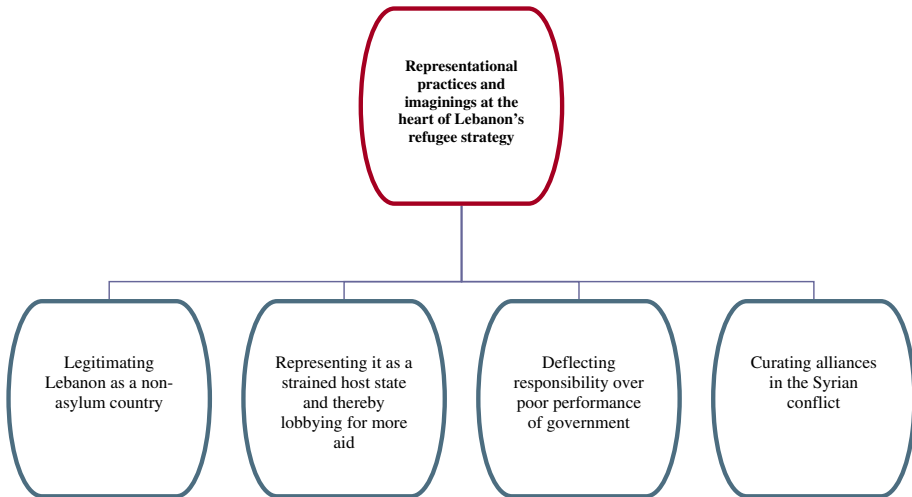 Representational
practices and
imaginings at the
heart of Lebanon's
refugee strategy
Legitimating
Lebanon as a non-
asylum country
Representing it as a
strained host state
and thereby
lobbying for more
aid
Deflecting
responsibility over
poor performance
of government
Curating alliances
in the Syrian
conflict